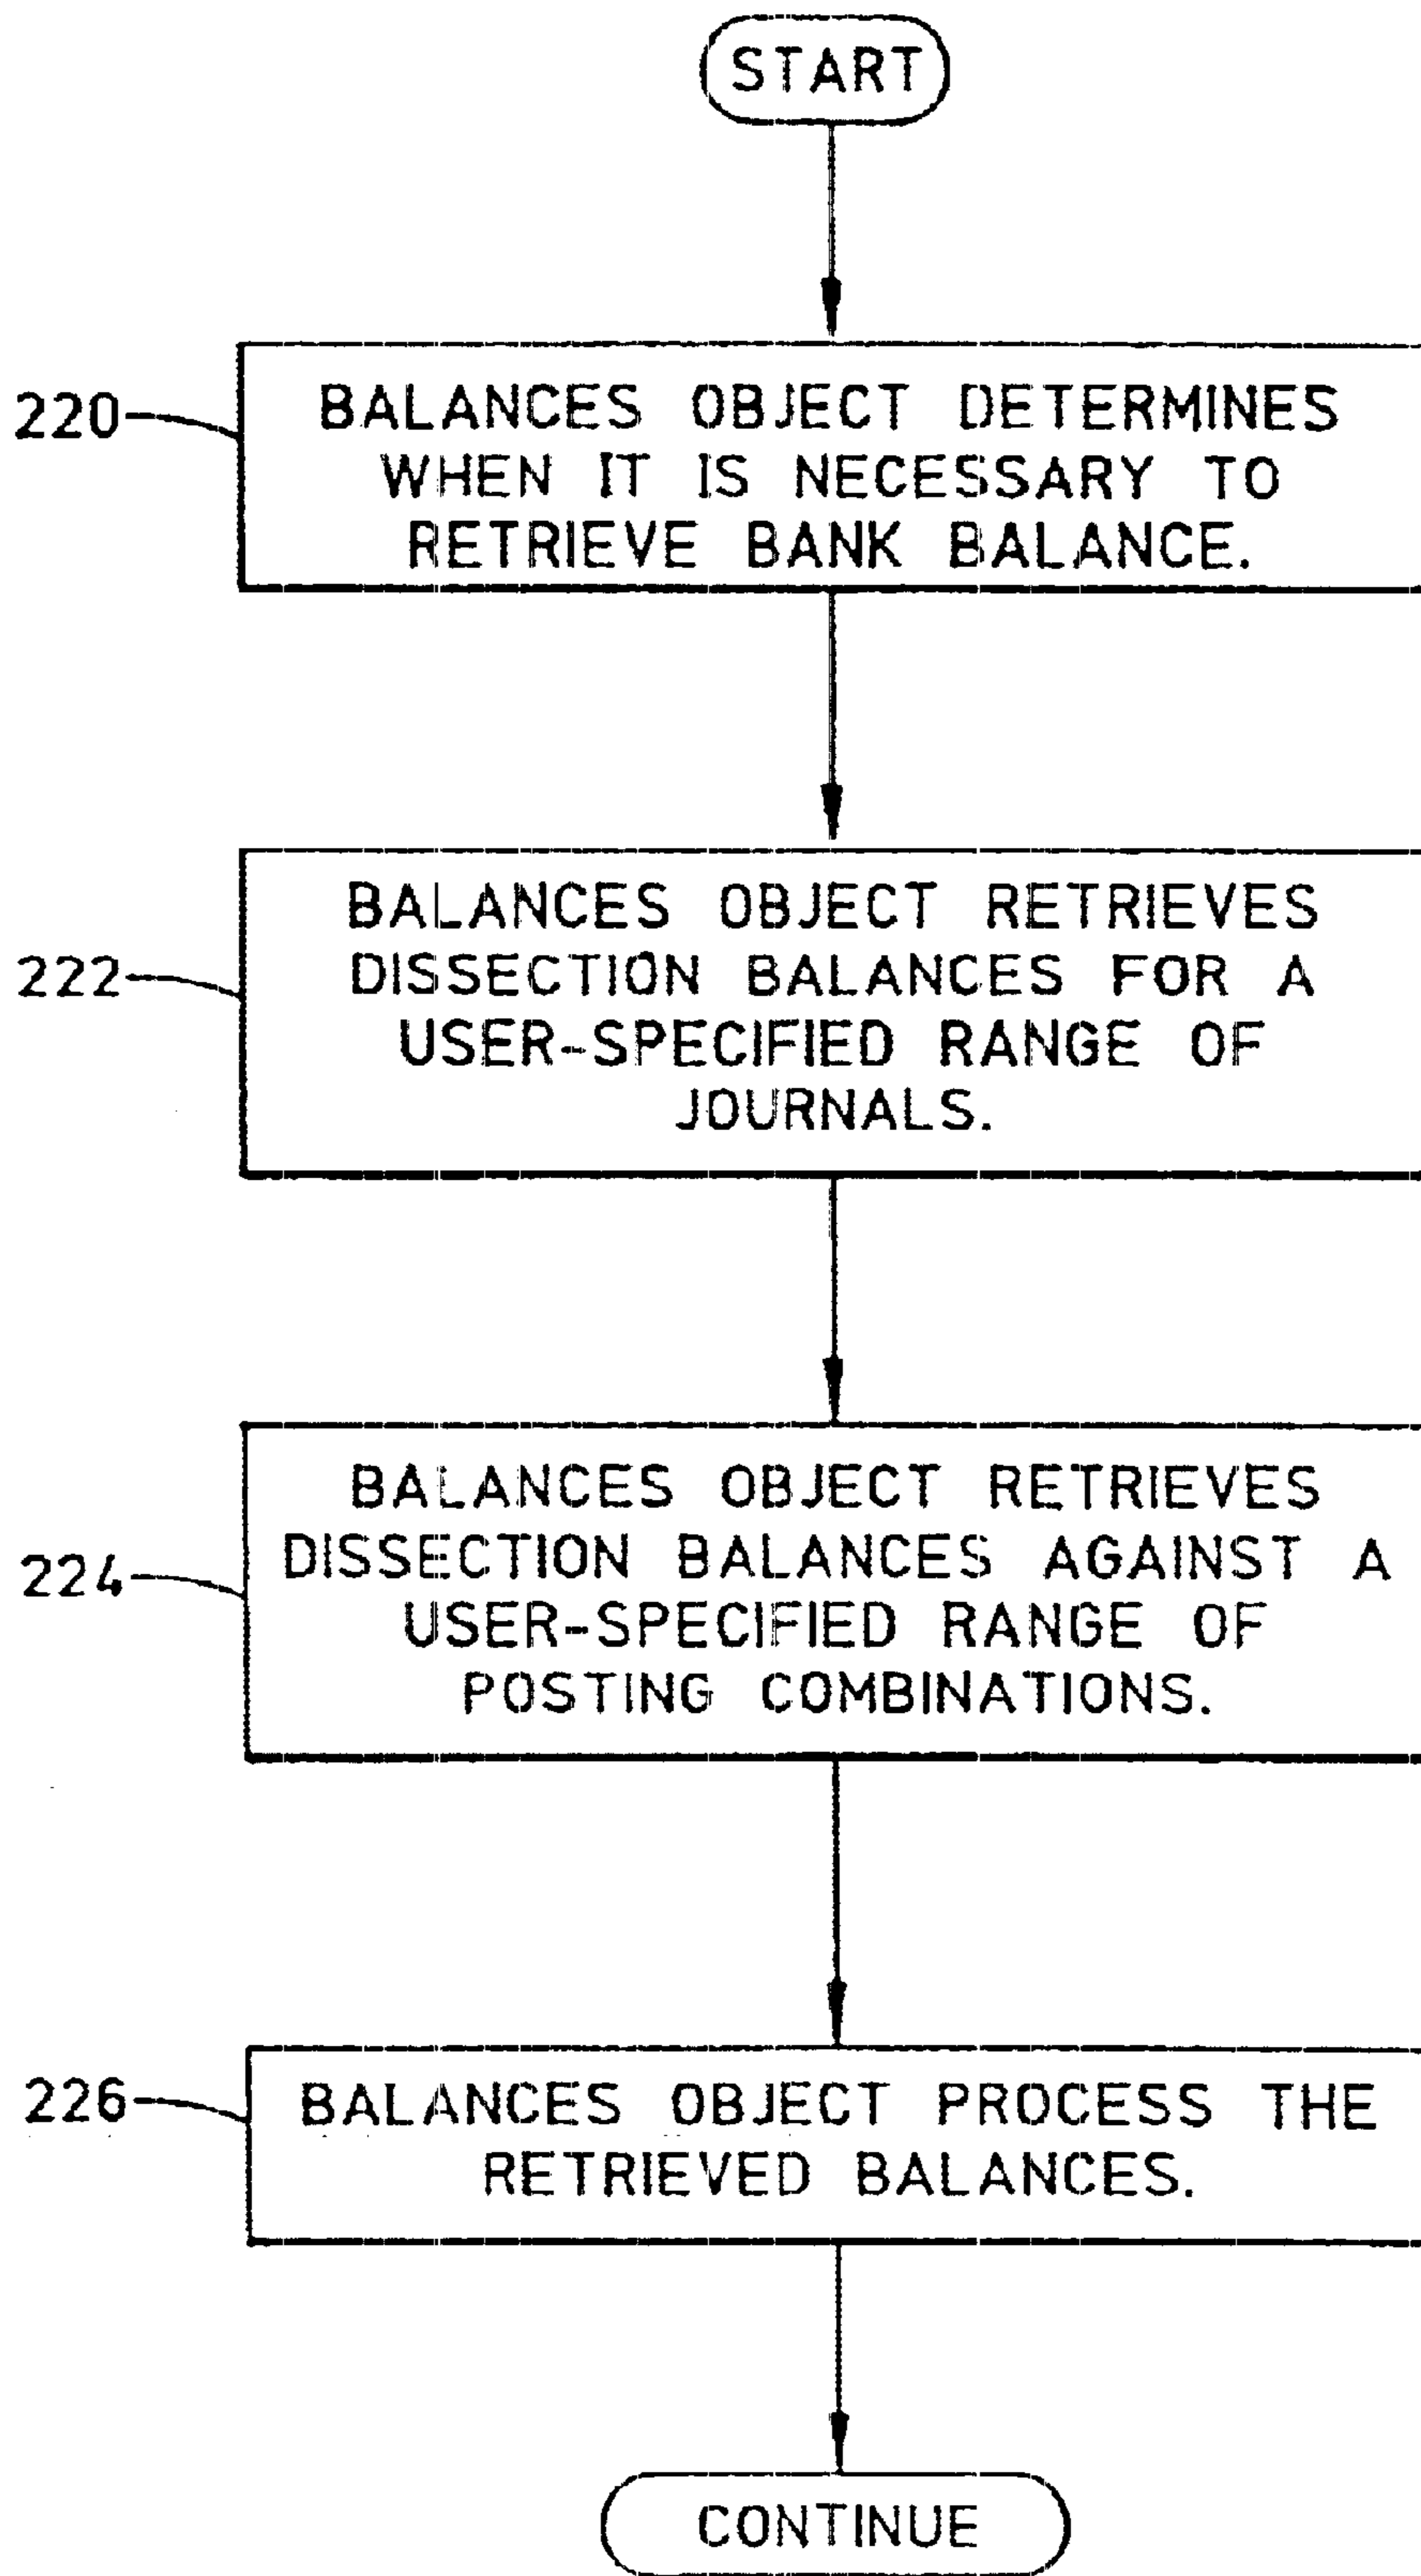 START
220
BALANCES OBJECT DETERMINES
WHEN IT IS NECESSARY TO
RETRIEVE BANK BALANCE.
222
BALANCES OBJECT RETRIEVES
DISSECTION BALANCES FOR A
USER-SPECIFIED RANGE OF
JOURNALS.
224
BALANCES OBJECT RETRIEVES
DISSECTION BALANCES AGAINST A
USER-SPECIFIED RANGE OF
POSTING COMBINATIONS.
226
BALANCES OBJECT PROCESS THE
RETRIEVED BALANCES.
CONTINUE